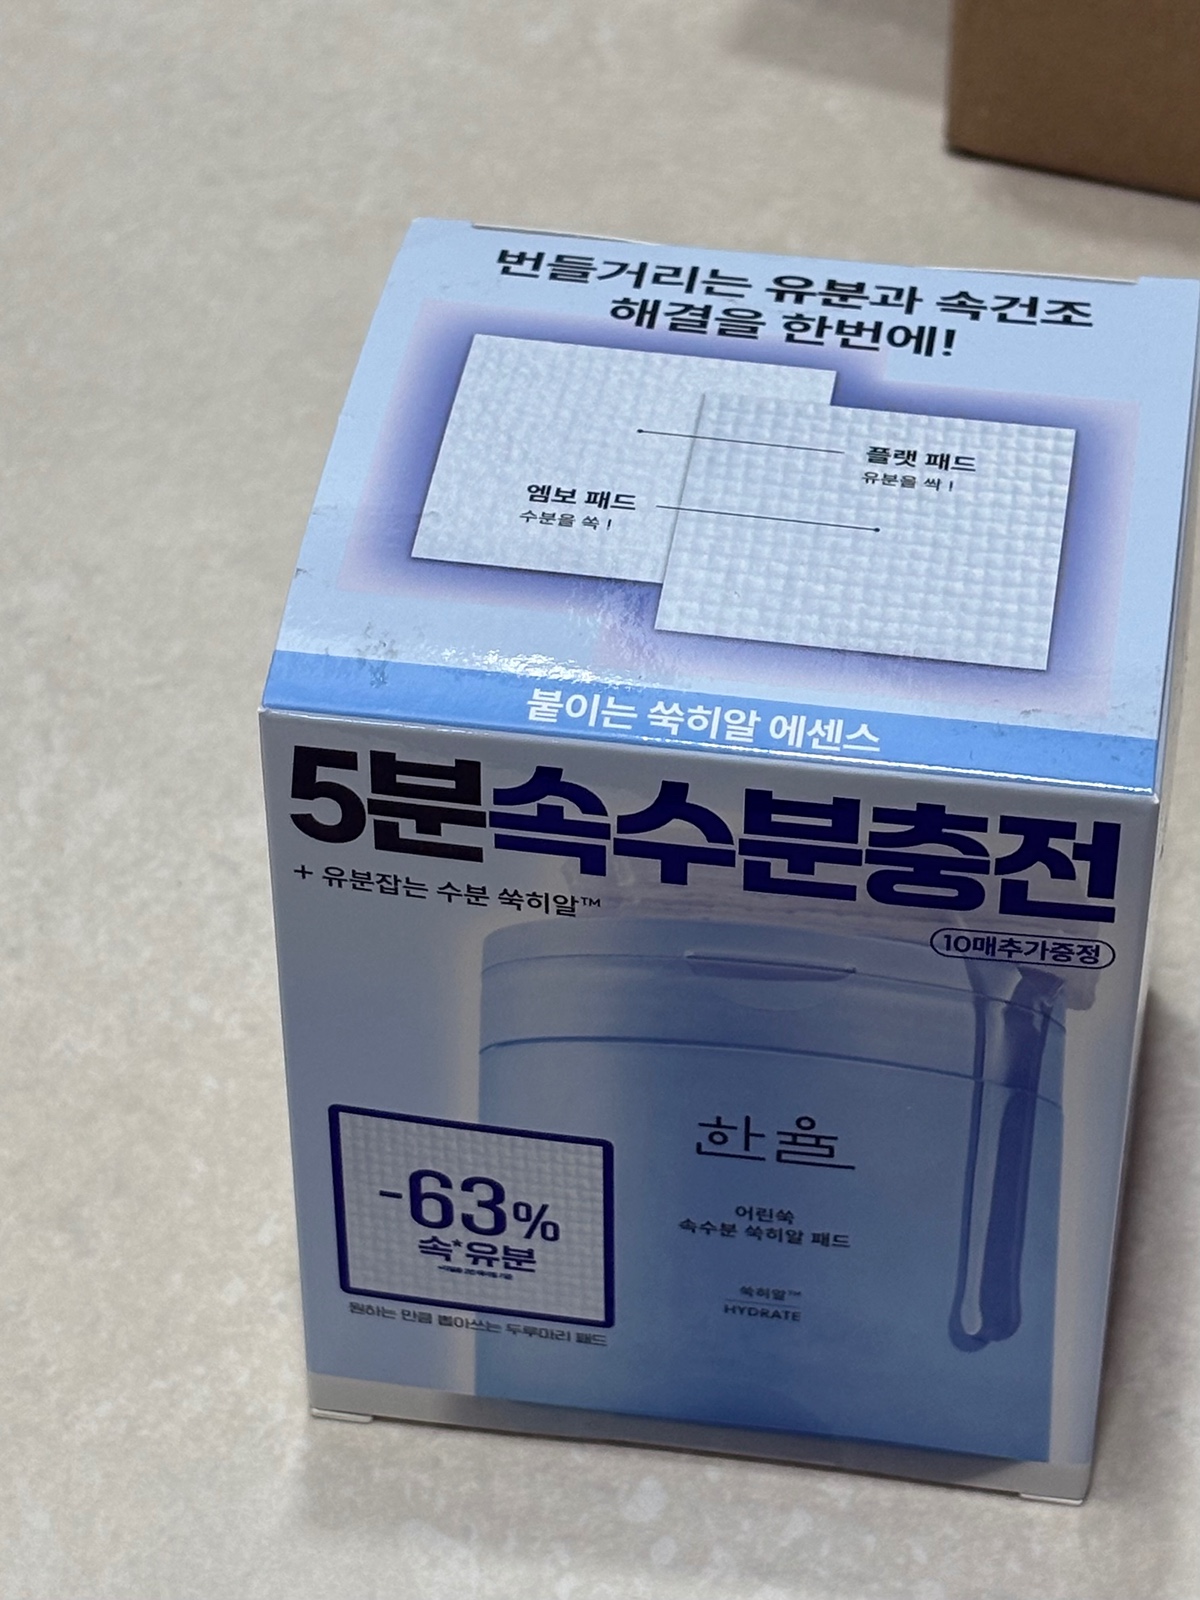 번들거리는 유분과 속건조
해결을 한번에!
플랫 패드
유분을 싹 !
엠보 패드
수분을 쏙 !
붙이는 쑥히알 에센스
5분속수분충전
+ 유분잡는 수분 쑥히알™
10매추가증정
한율
어린쑥
속수분 쑥히알 패드
쑥히알™
HYDRATE
-63%
속*유분
원하는 만큼 뽑아쓰는 두루마리 패드